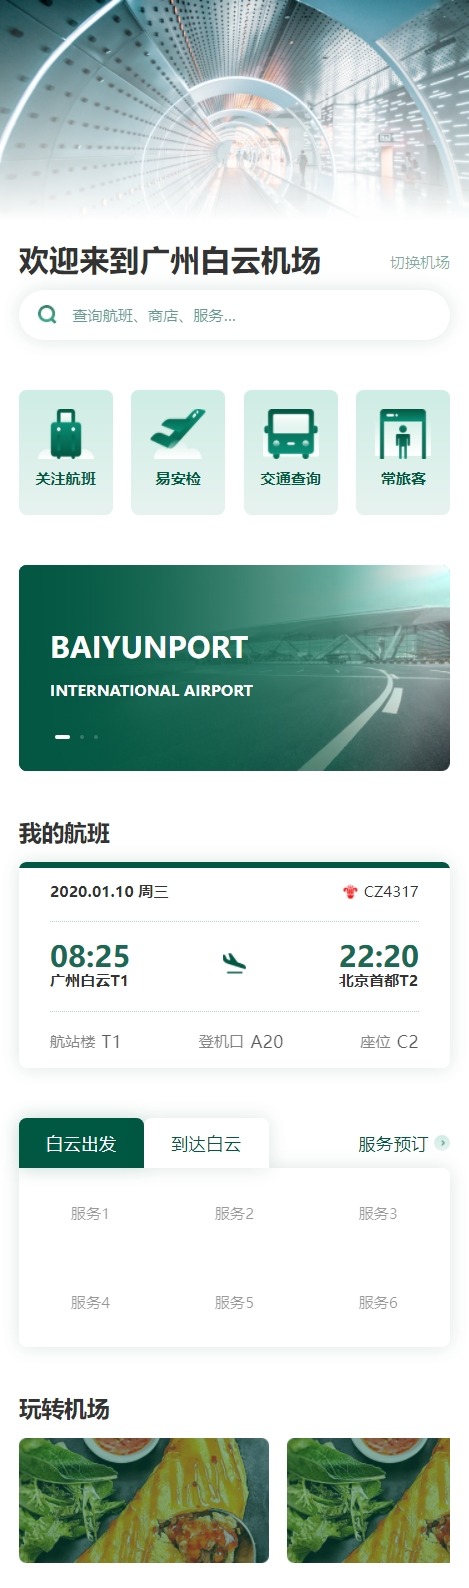 欢迎来到广州白云机场 切换机场
查询航班、商店、服务...
关注航班 易安检 交通查询 常旅客
BAIYUNPORT
INTERNATIONAL AIRPORT
我的航班
2020.01.10 周三 CZ4317
08:25 22:20
广州白云T1 北京首都T2
航站楼 T1 登机口 A20 座位 C2
白云出发 到达白云 服务预订
服务1 服务2 服务3
服务4 服务5 服务6
玩转机场